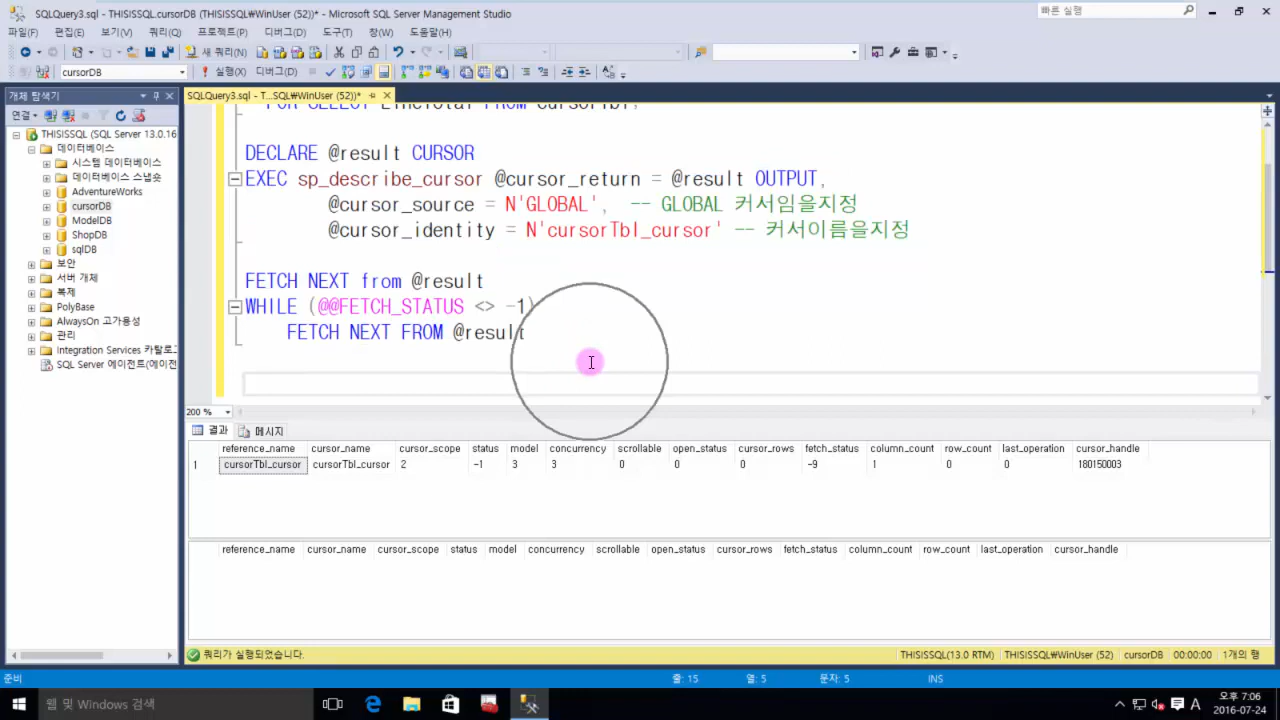 SQLQuery3.sql - THISISSQL.cursorDB (THISISSQL\WinUser (52))* - Microsoft SQL Server Management Studio
빠른 실행
파일(F) 편집(E) 보기(V) 쿼리(Q) 프로젝트(P) 디버그(D) 도구(T) 창(W) 도움말(H)
새 쿼리(N)
cursorDB
실행(X) 디버그(D)
개체 탐색기
SQLQuery3.sql - T...SQL\WinUser (52))*
연결
THISISSQL (SQL Server 13.0.16
데이터베이스
시스템 데이터베이스
데이터베이스 스냅숏
AdventureWorks
cursorDB
ModelDB
ShopDB
sqlDB
보안
서버 개체
복제
PolyBase
AlwaysOn 고가용성
관리
Integration Services 카탈로그
SQL Server 에이전트(에이전
FOR SELECT LineTotal FROM cursorTbl;
DECLARE @result CURSOR
EXEC sp_describe_cursor @cursor_return = @result OUTPUT,
@cursor_source = N'GLOBAL', -- GLOBAL 커서임을지정
@cursor_identity = N'cursorTbl_cursor' -- 커서이름을지정
FETCH NEXT from @result
WHILE (@@FETCH_STATUS <> -1)
FETCH NEXT FROM @result
200 %
결과 메시지
reference_name cursor_name cursor_scope status model concurrency scrollable open_status cursor_rows fetch_status column_count row_count last_operation cursor_handle
1 cursorTbl_cursor cursorTbl_cursor 2 -1 3 3 0 0 0 -9 1 0 0 180150003
reference_name cursor_name cursor_scope status model concurrency scrollable open_status cursor_rows fetch_status column_count row_count last_operation cursor_handle
쿼리가 실행되었습니다.
THISISSQL(13.0 RTM) THISISSQL\WinUser (52) cursorDB 00:00:00 1개의 행
준비
줄: 15 열: 5 문자: 5 INS
웹 및 Windows 검색
A
오후 7:06
2016-07-24